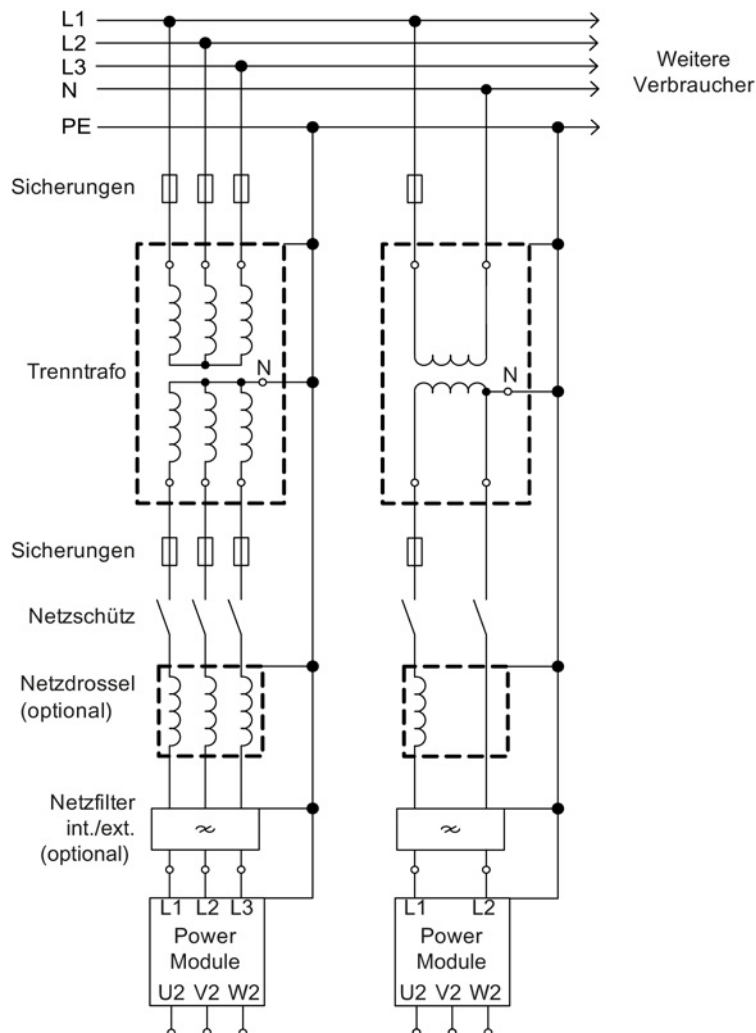 L1
L2
L3
N
PE
Weitere
Verbraucher
Sicherungen
Trenntrafo
N
N
Sicherungen
Netzschütz
Netzdrossel
(optional)
Netzfilter
int./ext.
(optional)
L1 L2 L3
Power
Module
U2 V2 W2
L1 L2
Power
Module
U2 V2 W2